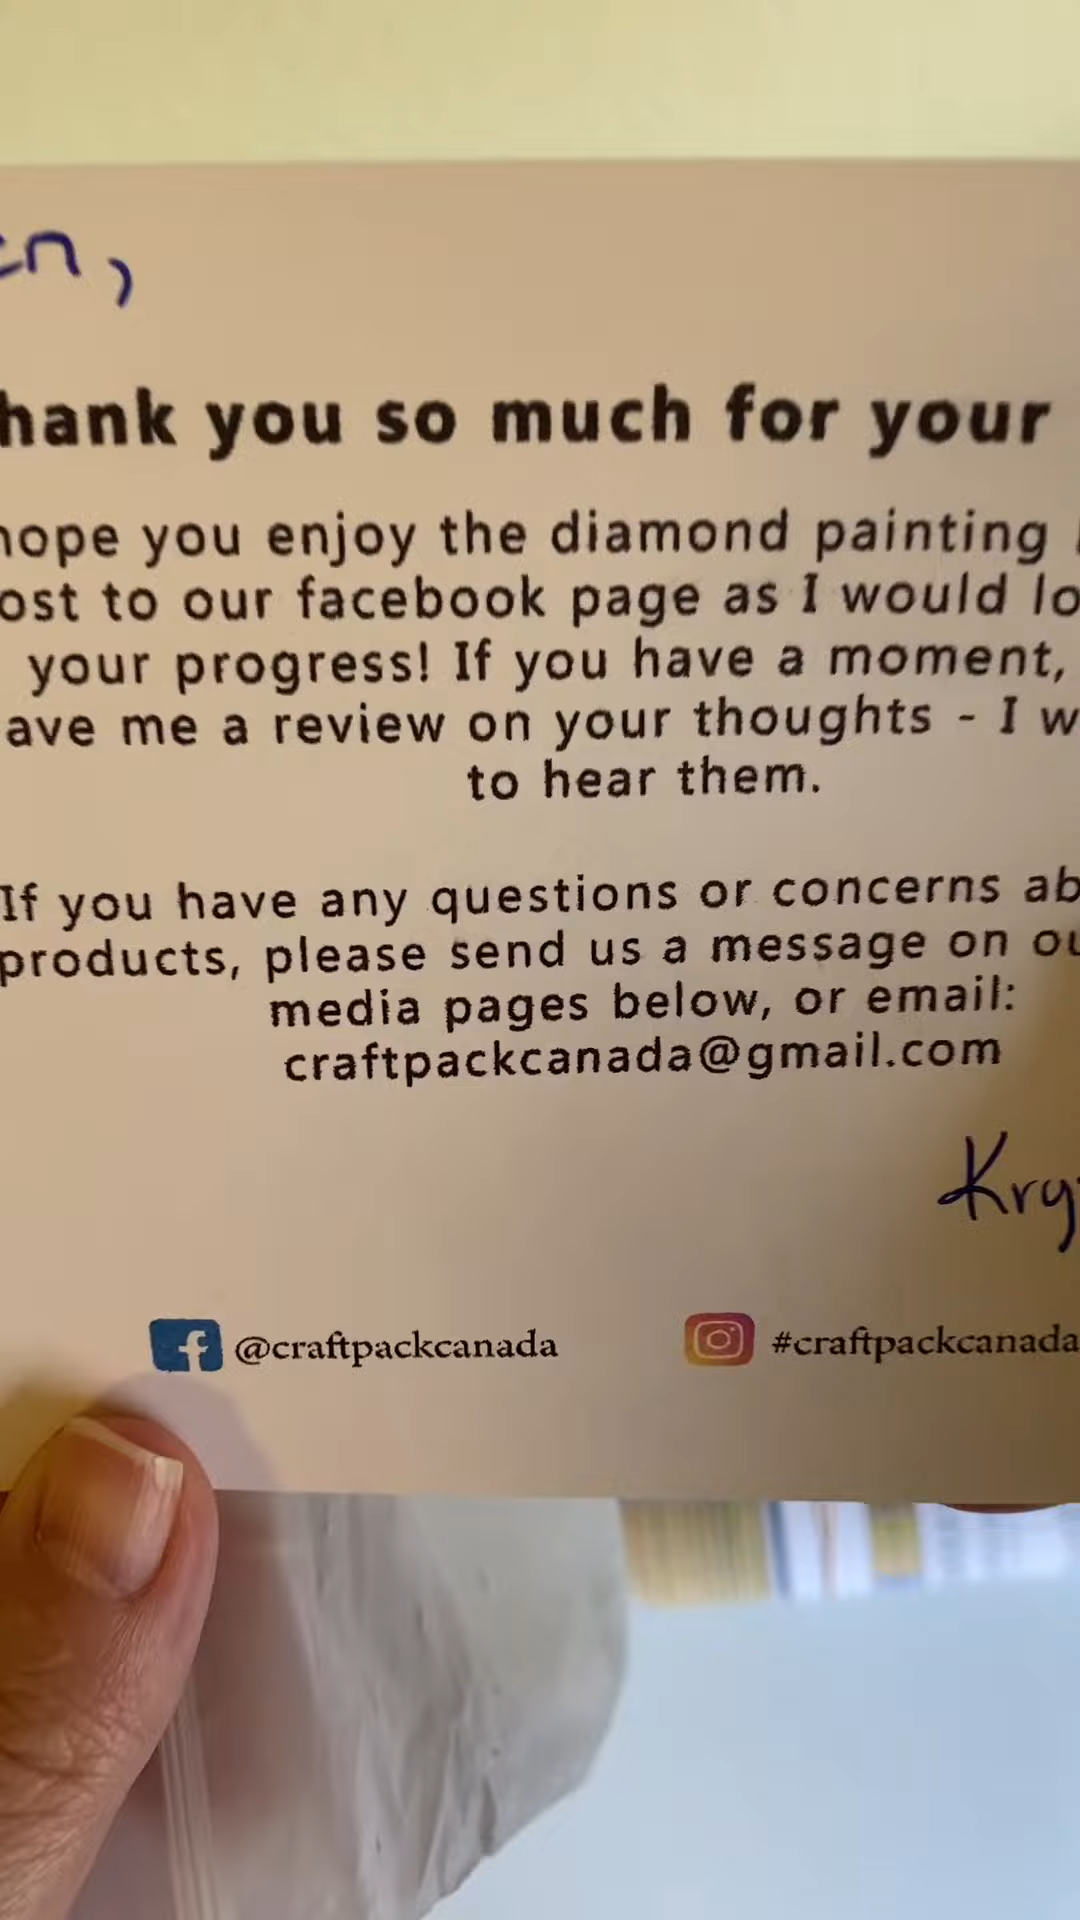 hank you so much for your
hope you enjoy the diamond painting
ost to our facebook page as I would lo
your progress! If you have a moment,
ave me a review on your thoughts - I w
to hear them.
If you have any questions or concerns ab
products, please send us a message on ou
media pages below, or email:
craftpackcanada@gmail.com
Kry
@craftpackcanada
#craftpackcanada